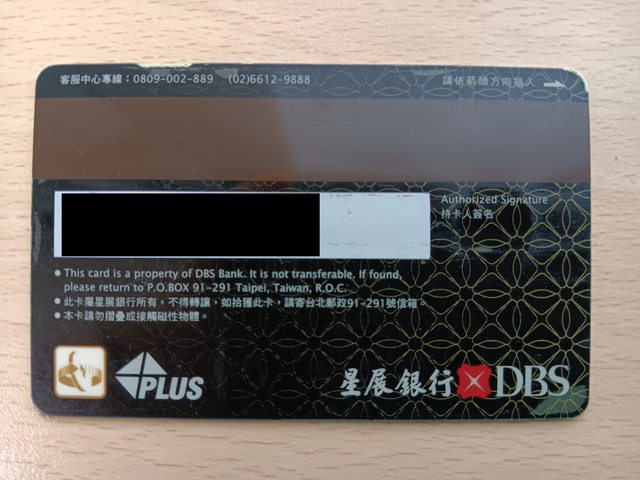 客服中心專線：0809-002-889 (02)6612-9888 請依箭頭方向插入
Authorized Signature
持卡人簽名
● This card is a property of DBS Bank. It is not transferable. If found,
please return to P.O.BOX 91-291 Taipei, Taiwan, R.O.C.
● 此卡屬星展銀行所有，不得轉讓，如拾獲此卡，請寄台北郵政91-291號信箱。
● 本卡請勿摺疊或接觸磁性物體。
PLUS 星展銀行 DBS